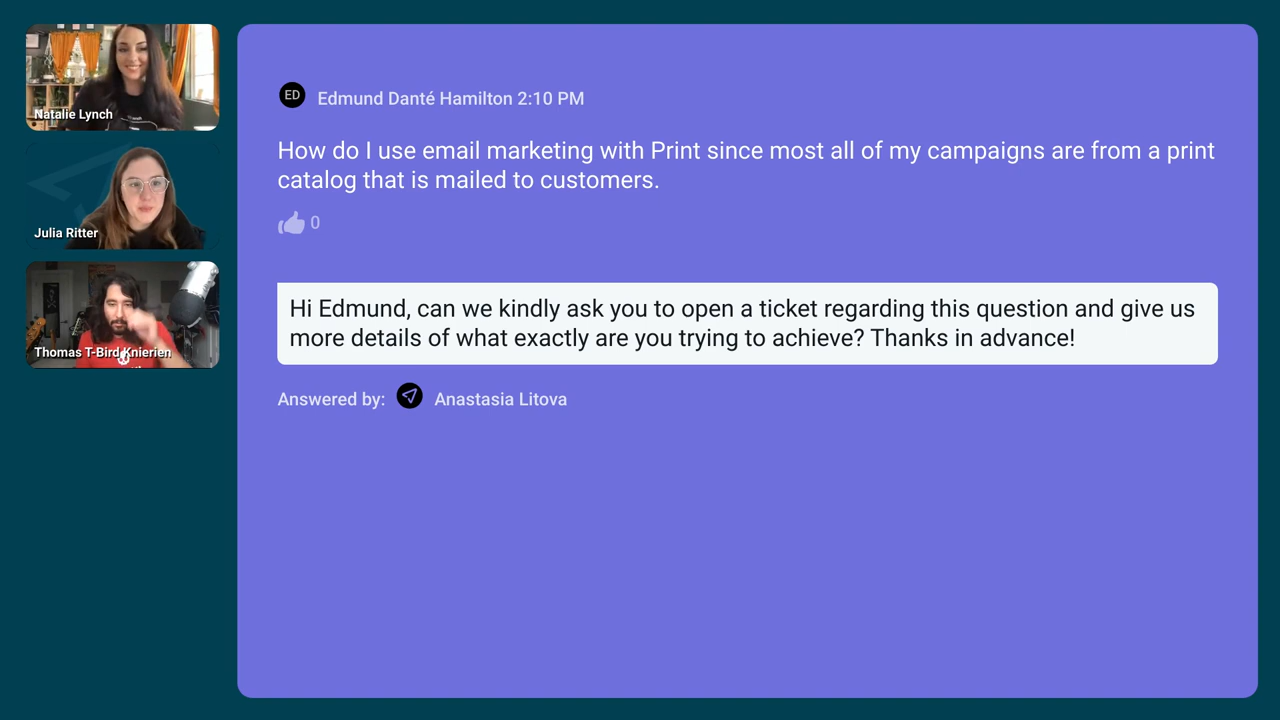 Natalie Lynch
Julia Ritter
Thomas T-Bird Knierien
ED
Edmund Danté Hamilton 2:10 PM
How do I use email marketing with Print since most all of my campaigns are from a print
catalog that is mailed to customers.
0
Hi Edmund, can we kindly ask you to open a ticket regarding this question and give us
more details of what exactly are you trying to achieve? Thanks in advance!
Answered by: Anastasia Litova